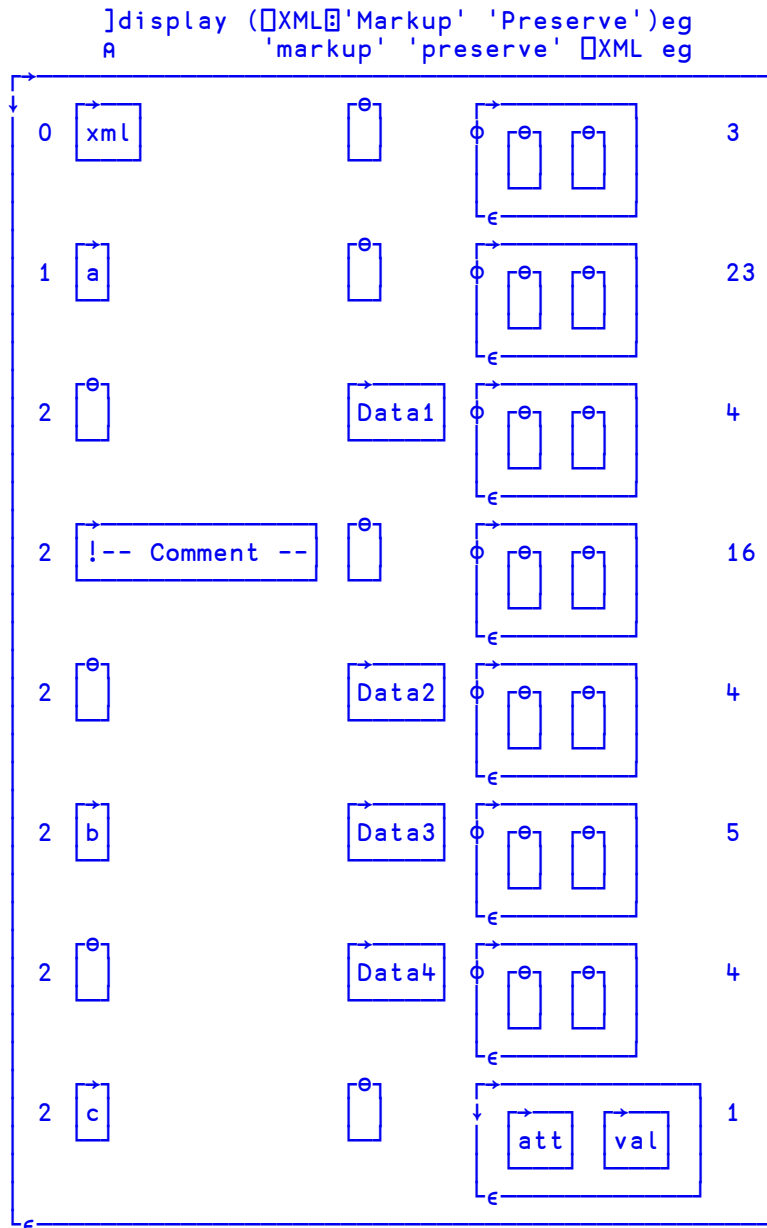 ]display (⎕XML⍠'Markup' 'Preserve')eg
⍝ 'markup' 'preserve' ⎕XML eg
0 xml 3
1 a 23
2 Data1 4
2 !-- Comment -- 16
2 Data2 4
2 b Data3 5
2 Data4 4
2 c att val 1